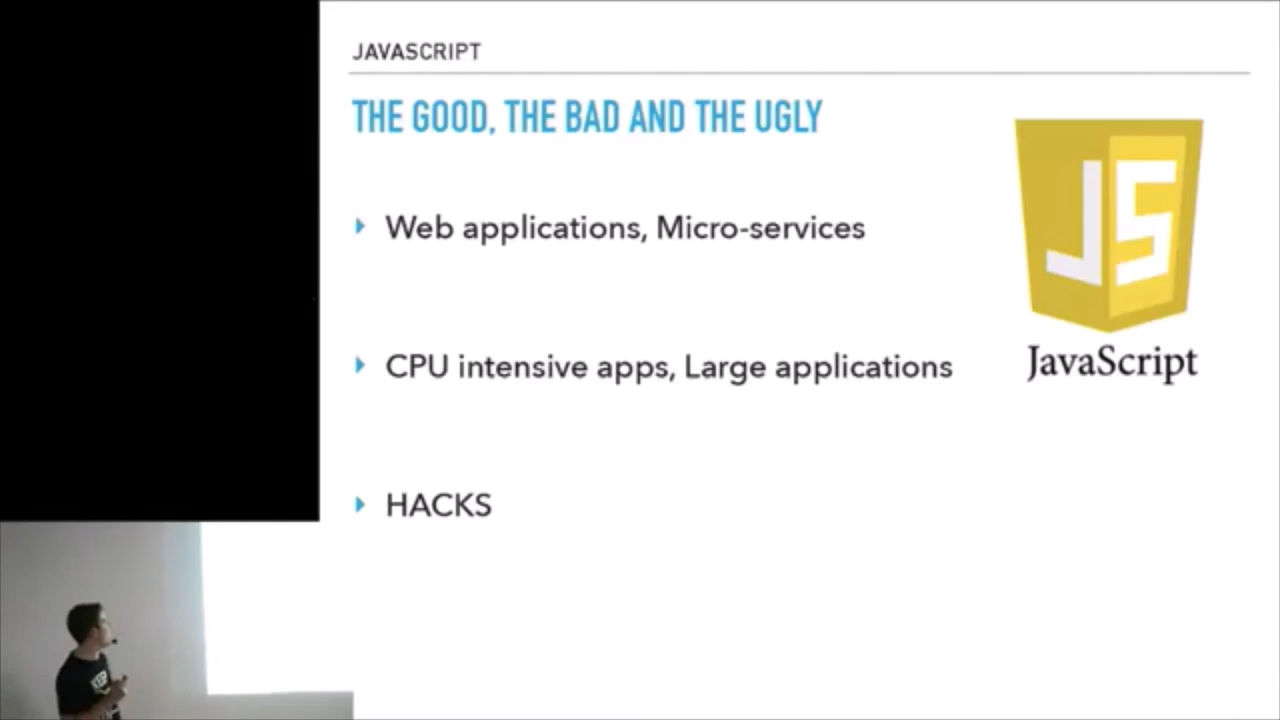 JAVASCRIPT
THE GOOD, THE BAD AND THE UGLY
Web applications, Micro-services
CPU intensive apps, Large applications
HACKS
JS
JavaScript